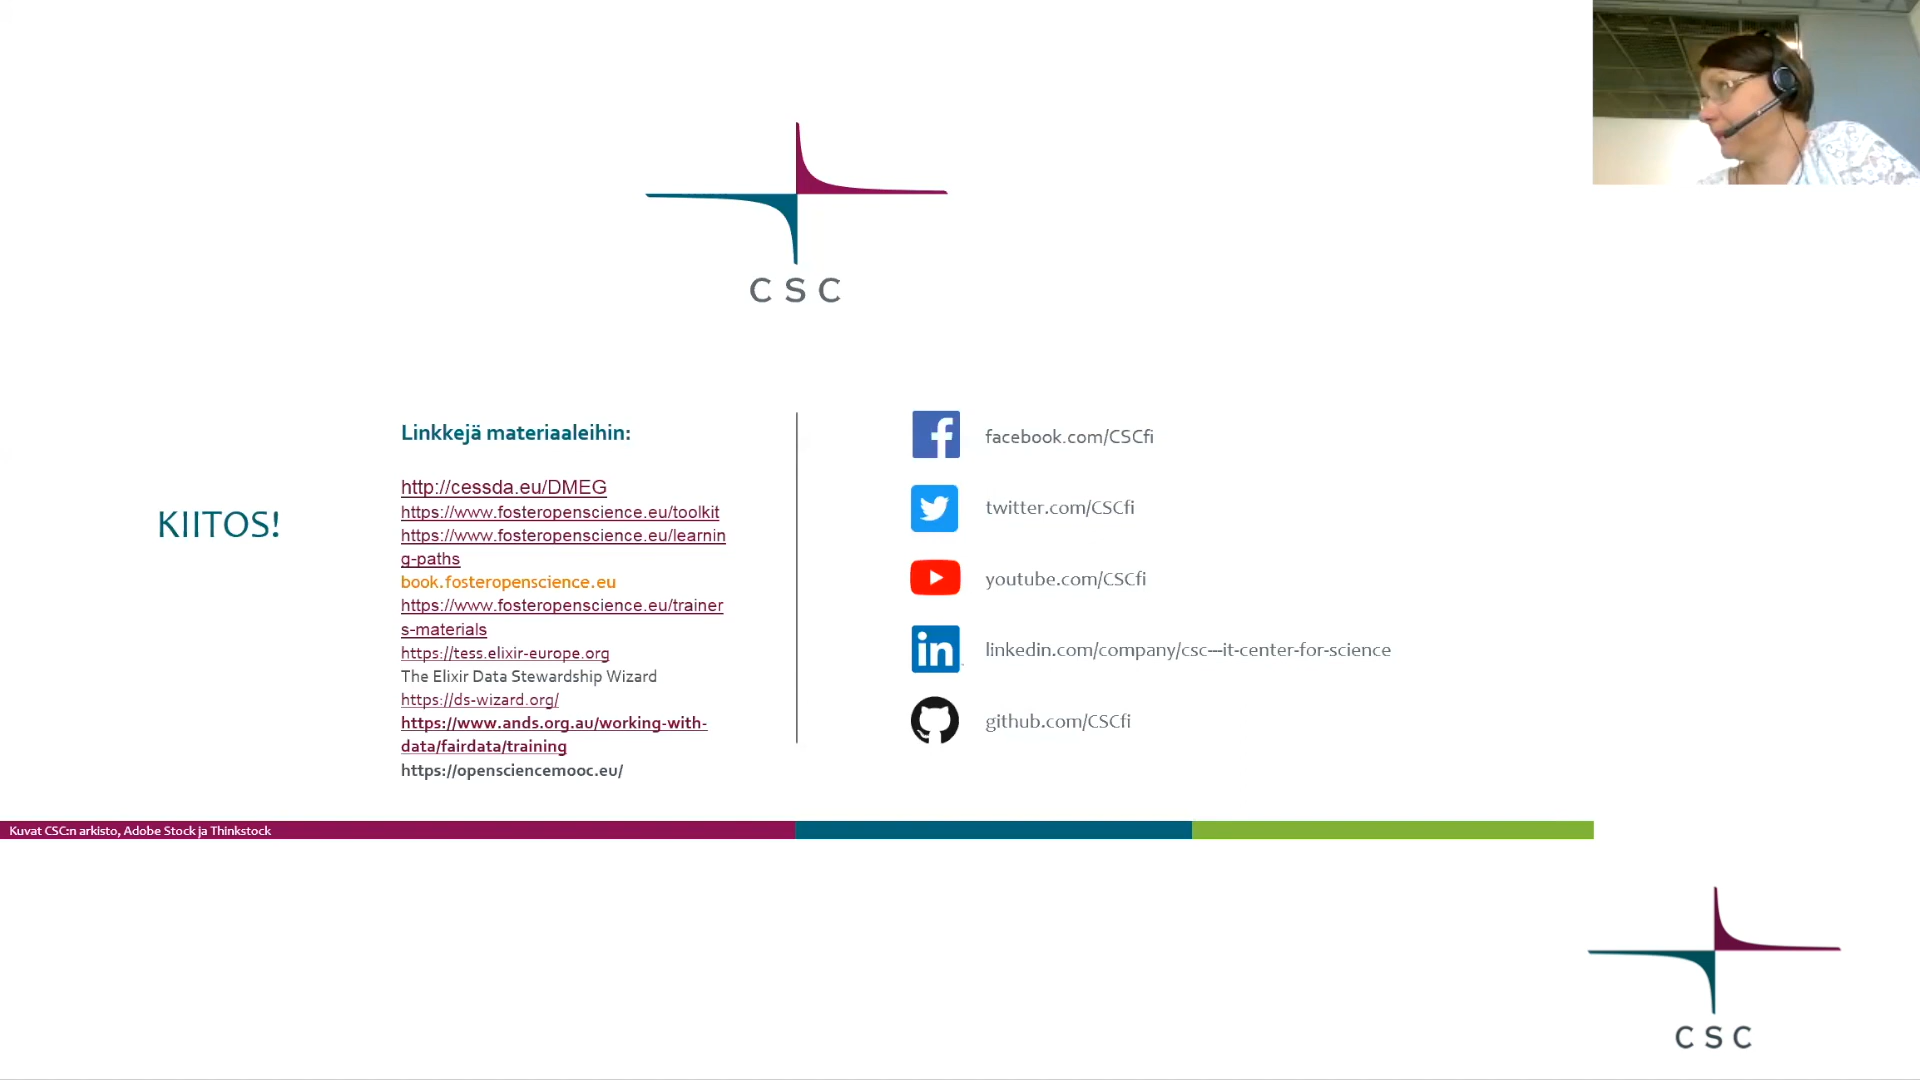 CSC
KIITOS!
Linkkejä materiaaleihin:
http://cessda.eu/DMEG
https://www.fosteropenscience.eu/toolkit
https://www.fosteropenscience.eu/learnin
g-paths
book.fosteropenscience.eu
https://www.fosteropenscience.eu/trainer
s-materials
https://tess.elixir-europe.org
The Elixir Data Stewardship Wizard
https://ds-wizard.org/
https://www.ands.org.au/working-with-
data/fairdata/training
https://opensciencemooc.eu/
facebook.com/CSCfi
twitter.com/CSCfi
youtube.com/CSCfi
linkedin.com/company/csc---it-center-for-science
github.com/CSCfi
Kuvat CSC:n arkisto, Adobe Stock ja Thinkstock
CSC